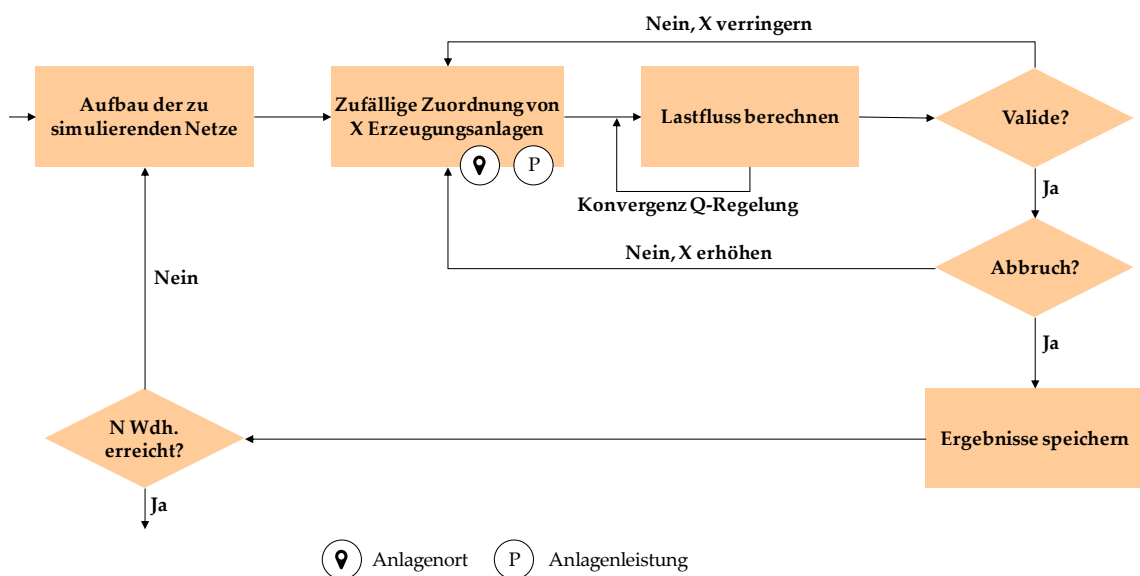 Nein, X verringern
Aufbau der zu
simulierenden Netze
Zufällige Zuordnung von
X Erzeugungsanlagen
P
Lastfluss berechnen
Valide?
Konvergenz Q-Regelung
Ja
Nein, X erhöhen
Abbruch?
Nein
Ja
N Wdh.
erreicht?
Ergebnisse speichern
Ja
Anlagenort
P Anlagenleistung